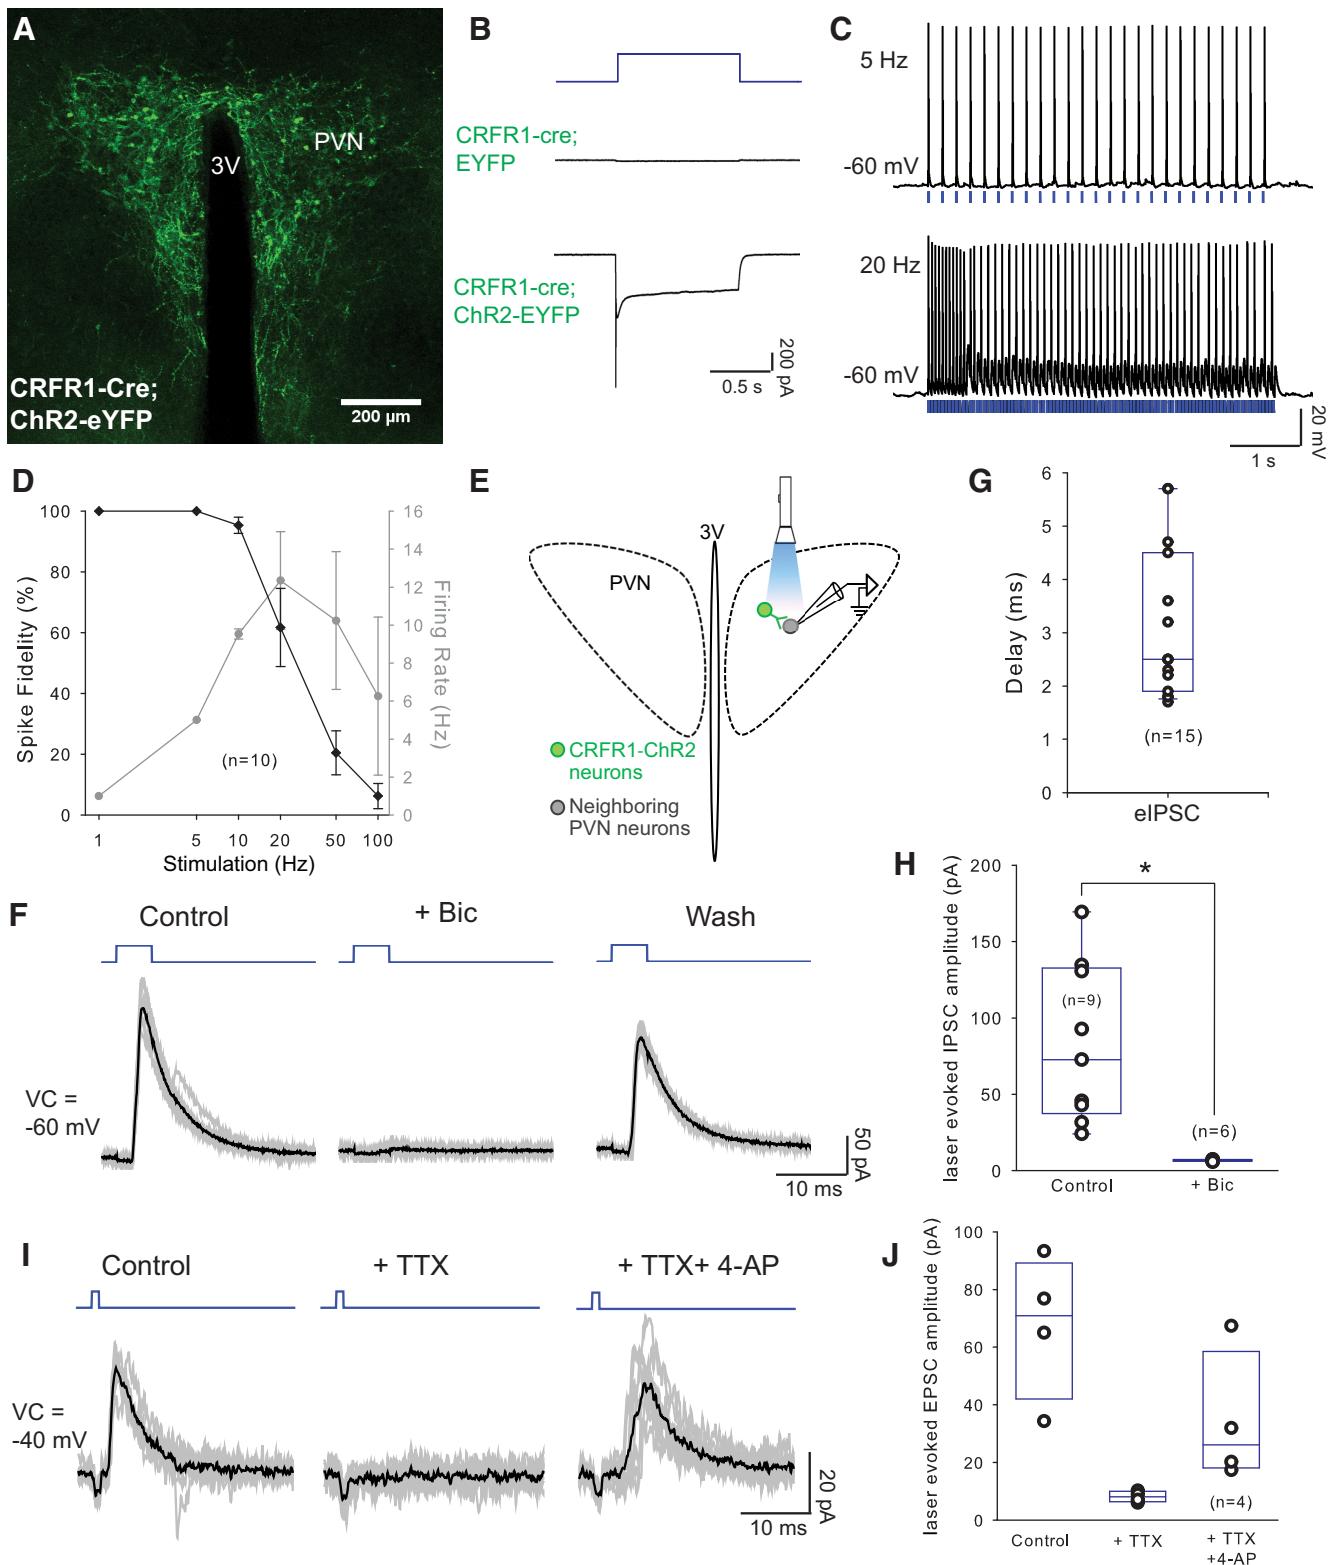 A
PVN
3V
CRFR1-Cre;
ChR2-eYFP
200 µm
B
CRFR1-cre;
EYFP
CRFR1-cre;
ChR2-EYFP
200 pA
0.5 s
C
5 Hz
-60 mV
20 Hz
-60 mV
20 mV
1 s
D
100
80
60
40
20
0
Spike Fidelity (%)
16
14
12
10
8
6
4
2
0
Firing Rate (Hz)
(n=10)
1
5
10
20
50
100
Stimulation (Hz)
E
3V
PVN
CRFR1-ChR2
neurons
Neighboring
PVN neurons
G
6
5
4
3
2
1
0
Delay (ms)
(n=15)
eIPSC
F
Control
+ Bic
Wash
VC =
-60 mV
50 pA
10 ms
H
200
150
100
50
0
laser evoked IPSC amplitude (pA)
*
(n=9)
(n=6)
Control
+ Bic
I
Control
+ TTX
+ TTX+ 4-AP
VC =
-40 mV
20 pA
10 ms
J
100
80
60
40
20
0
laser evoked EPSC amplitude (pA)
(n=4)
Control
+ TTX
+ TTX
+4-AP